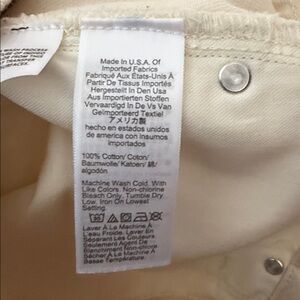 WASH PROCESS
SURFACES.
Made In U.S.A. Of
Imported Fabrics
Fabriqué Aux États-Unis À
Partir De Tissus Importés
Hergestellt In Den Usa
Aus Importierten Stoffen
Vervaardigd In De Vs Van
Geïmporteerd Textiel
アメリカ製
hecho en estados unidos
de america con insumos
importados
100% Cotton/ Coton/
Baumwolle/ Katoen/ 綿/
algodón
Machine Wash Cold. With
Like Colors. Non-chlorine
Bleach Only. Tumble Dry
Low. Iron On Lowest
Setting.
Laver À La Machine À
L'eau Froide. Laver En
Séparant Les Couleurs
Seulement Agent De
Blanchiment Non-chloré
Sécher À La Machine À
Basse Température.